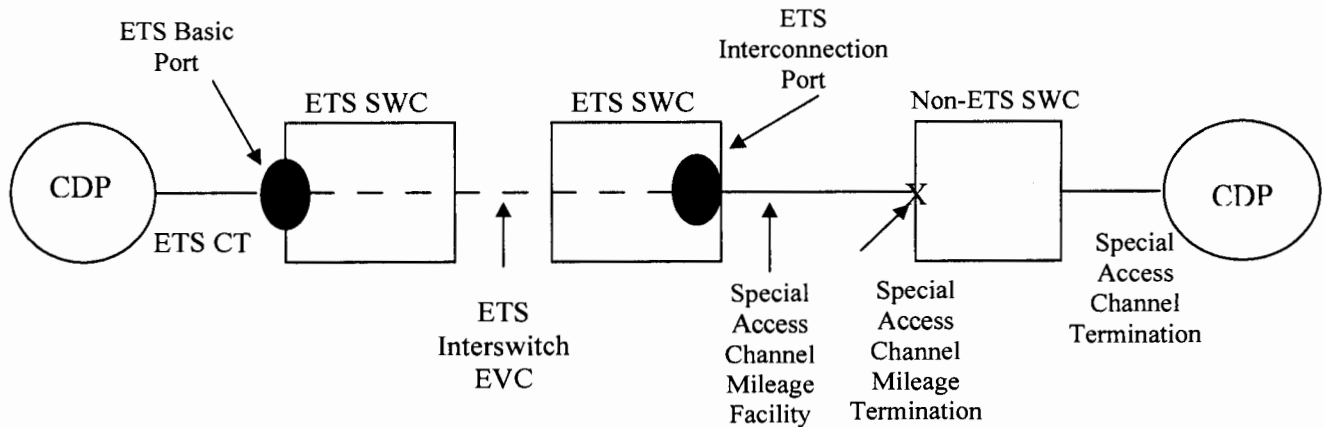 ETS Basic
Port
ETS
Interconnection
Port
ETS SWC
ETS SWC
Non-ETS SWC
CDP
X
CDP
ETS CT
ETS
Interswitch
EVC
Special
Access
Channel
Mileage
Facility
Special
Access
Channel
Mileage
Termination
Special
Access
Channel
Termination